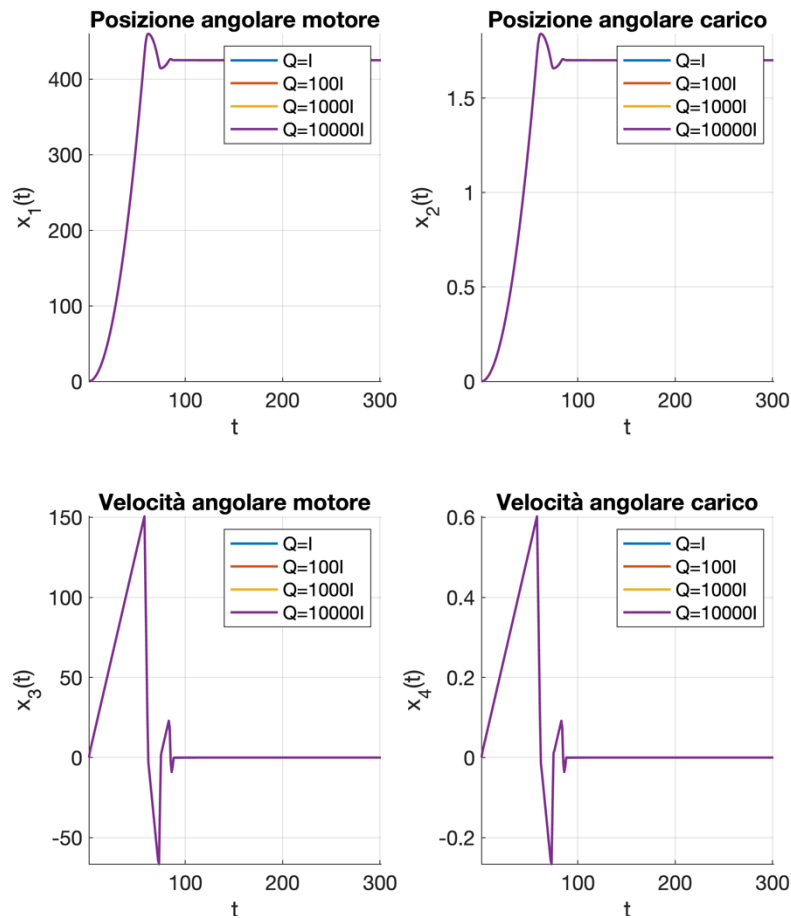 Posizione angolare motore
x1(t)
400
300
200
100
0
100
200
300
t
Q=I
Q=100I
Q=1000I
Q=10000I
Posizione angolare carico
x2(t)
1.5
1
0.5
0
100
200
300
t
Q=I
Q=100I
Q=1000I
Q=10000I
Velocità angolare motore
x3(t)
150
100
50
0
-50
100
200
300
t
Q=I
Q=100I
Q=1000I
Q=10000I
Velocità angolare carico
x4(t)
0.6
0.4
0.2
0
-0.2
100
200
300
t
Q=I
Q=100I
Q=1000I
Q=10000I